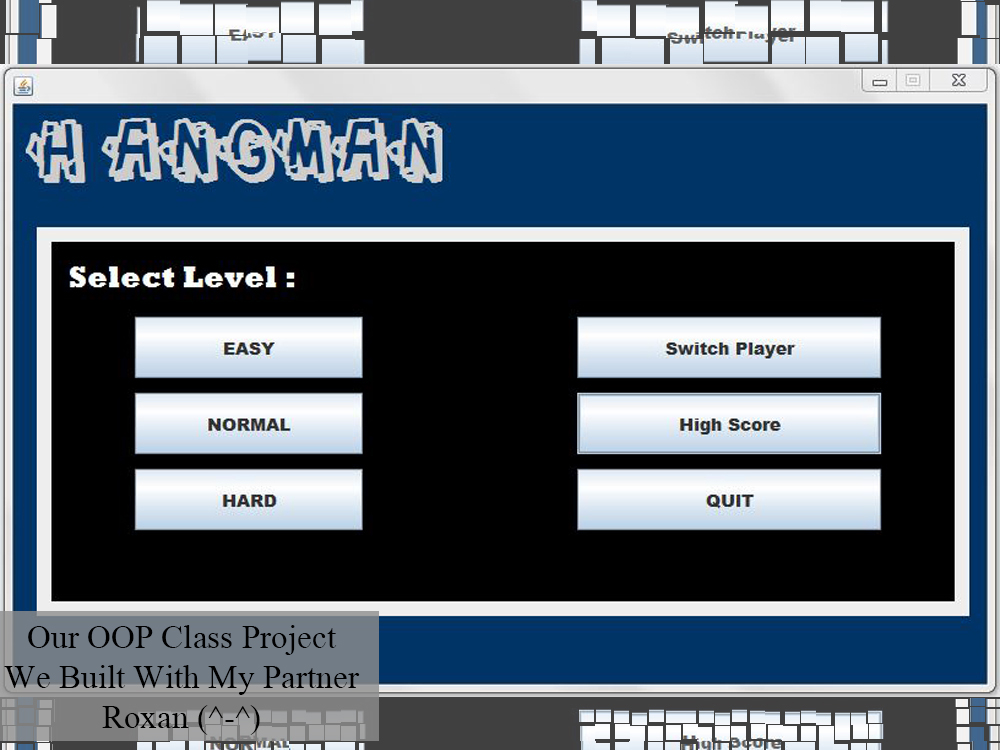 EASY Switch Player
H ANGMAN
Select Level :
EASY Switch Player
NORMAL High Score
HARD QUIT
Our OOP Class Project
We Built With My Partner
Roxan (^-^)
NORMAL High Score